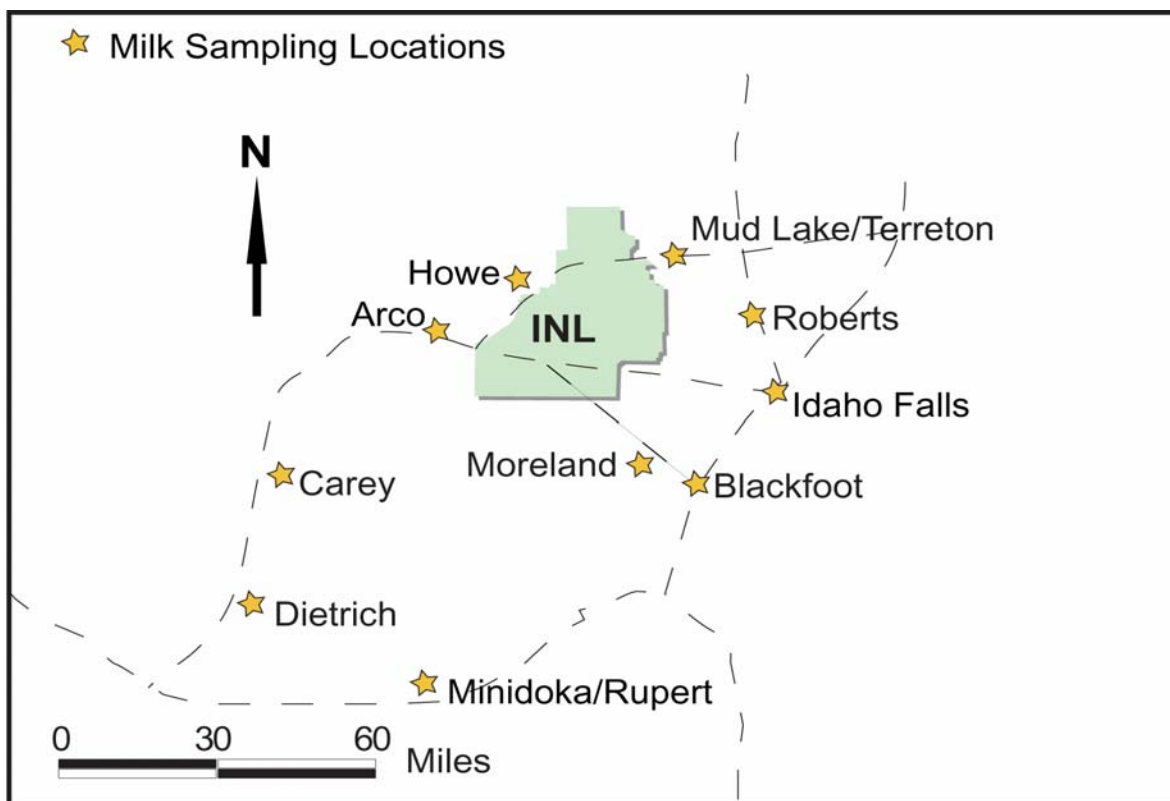 Milk Sampling Locations
N
Mud Lake/Terreton
Howe
Arco
INL
Roberts
Idaho Falls
Moreland
Blackfoot
Carey
Dietrich
Minidoka/Rupert
0 30 60
Miles